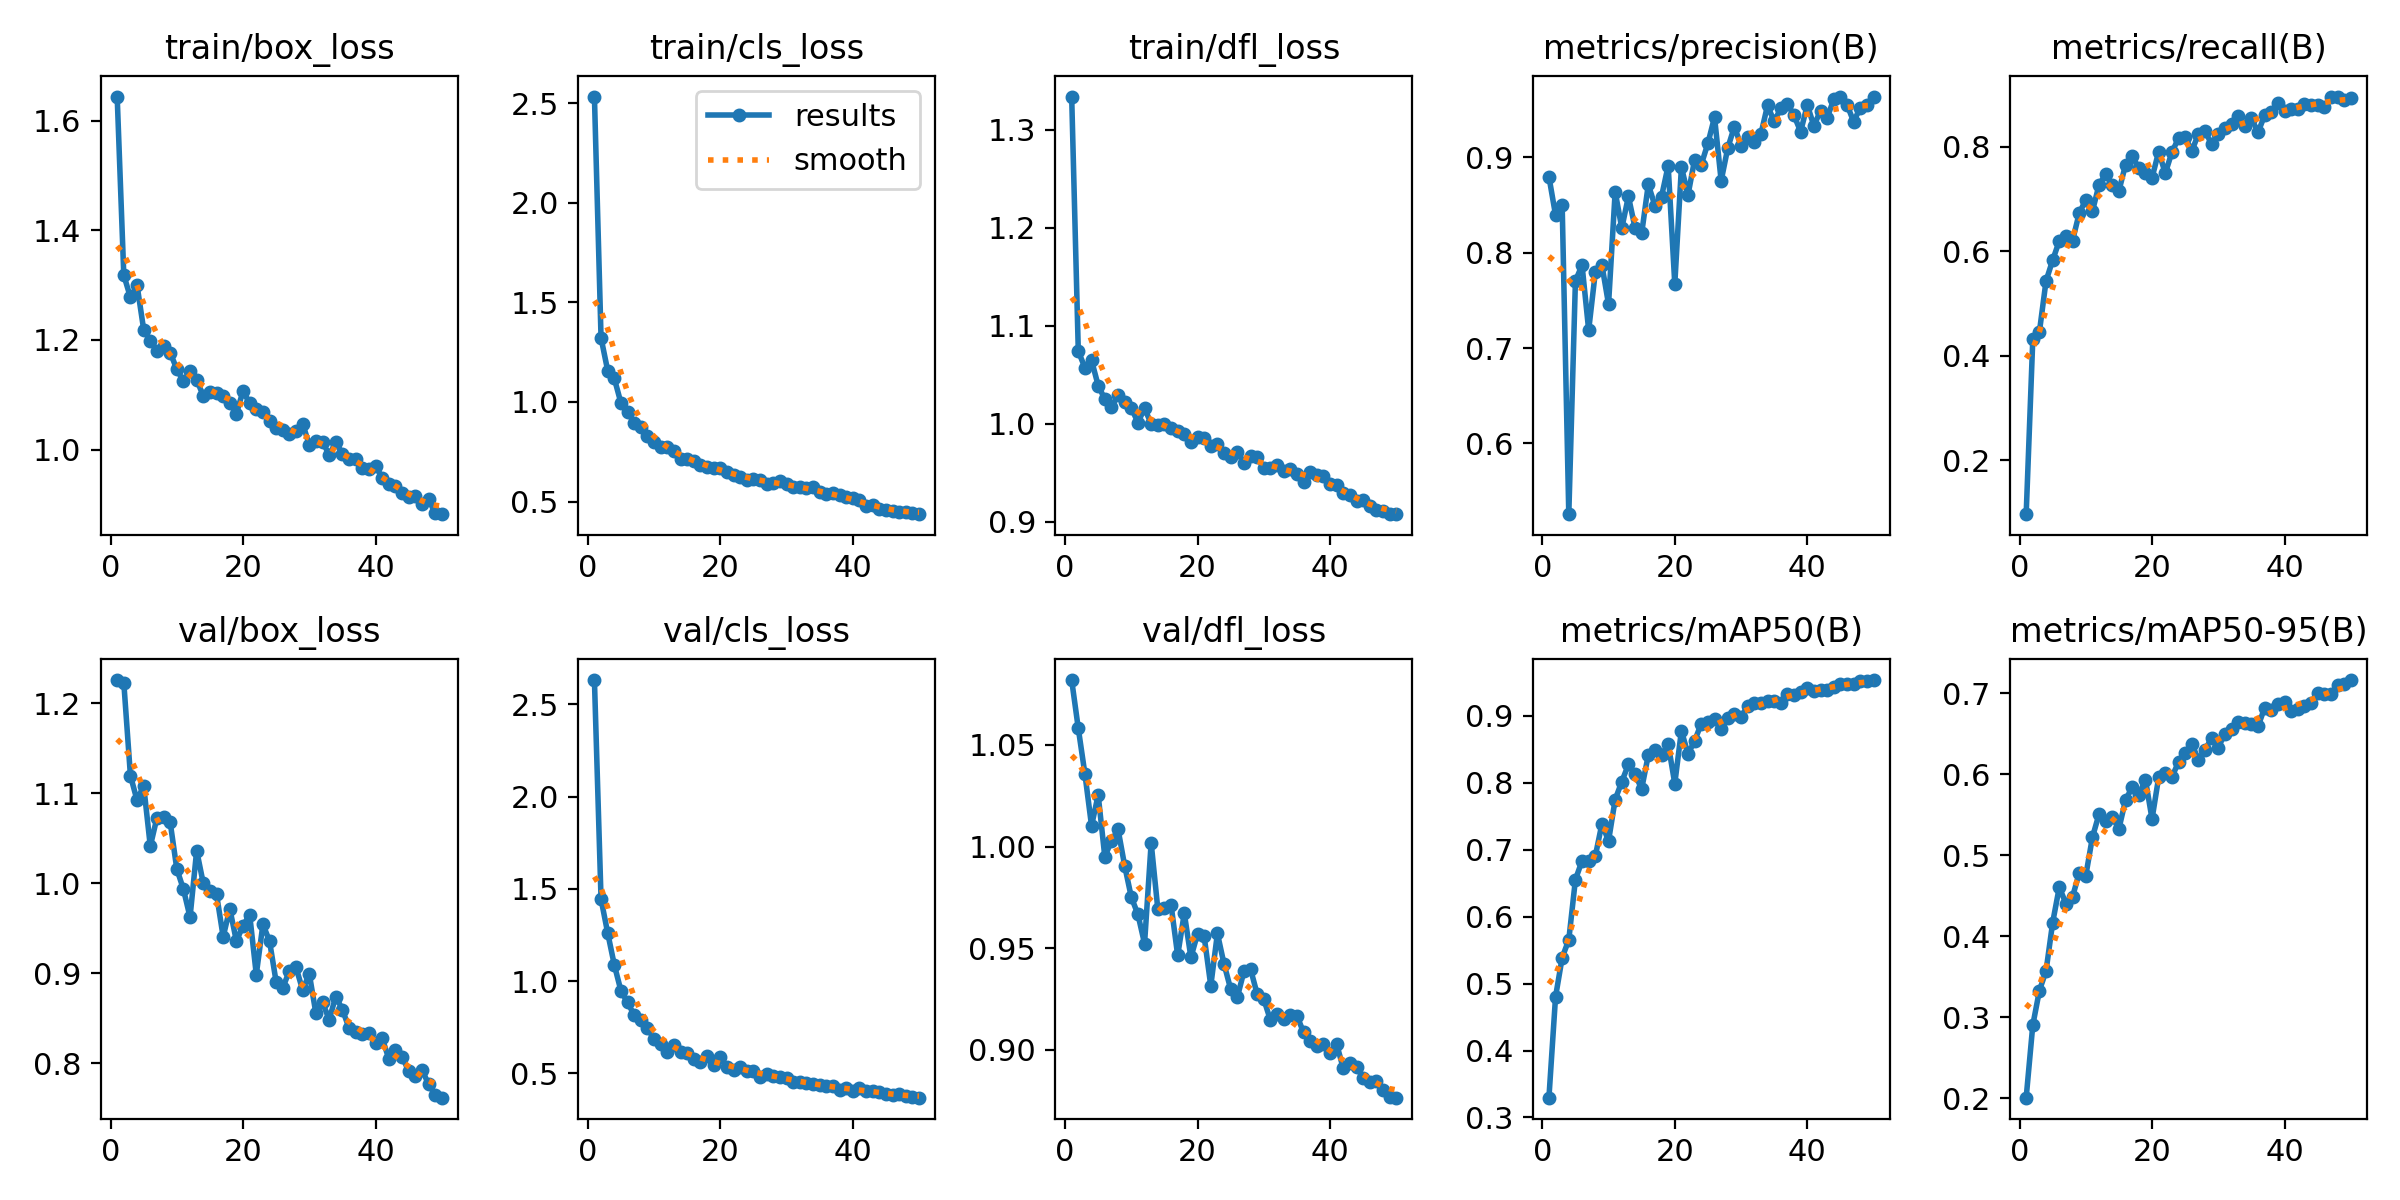 train/box_loss
1.6
1.4
1.2
1.0
0 20 40
train/cls_loss
results
smooth
2.5
2.0
1.5
1.0
0.5
0 20 40
train/dfl_loss
1.3
1.2
1.1
1.0
0.9
0 20 40
metrics/precision(B)
0.9
0.8
0.7
0.6
0 20 40
metrics/recall(B)
0.8
0.6
0.4
0.2
0 20 40
val/box_loss
1.2
1.1
1.0
0.9
0.8
0 20 40
val/cls_loss
2.5
2.0
1.5
1.0
0.5
0 20 40
val/dfl_loss
1.05
1.00
0.95
0.90
0 20 40
metrics/mAP50(B)
0.9
0.8
0.7
0.6
0.5
0.4
0.3
0 20 40
metrics/mAP50-95(B)
0.7
0.6
0.5
0.4
0.3
0.2
0 20 40